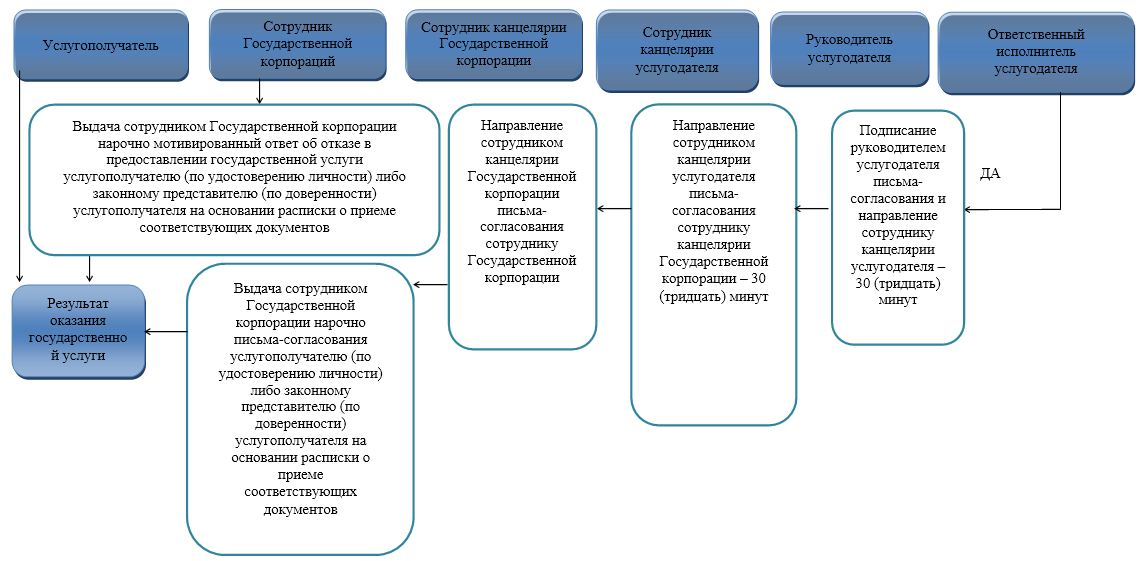 Услугополучатель
Сотрудник
Государственной
корпораций
Сотрудник канцелярии
Государственной
корпорации
Сотрудник
канцелярии
услугодателя
Руководитель
услугодателя
Ответственный
исполнитель
услугодателя
Выдача сотрудником Государственной корпорации
нарочно мотивированный ответ об отказе в
предоставлении государственной услуги
услугополучателю (по удостоверению личности) либо
законному представителю (по доверенности)
услугополучателя на основании расписки о приеме
соответствующих документов
Направление
сотрудником
канцелярии
Государственной
корпорации
письма-
согласования
сотруднику
Государственной
корпорации
Направление
сотрудником
канцелярии
услугодателя
письма-
согласования
сотруднику
канцелярии
Государственной
корпорации – 30
(тридцать) минут
Подписание
руководителем
услугодателя
письма-
согласования и
направление
сотруднику
канцелярии
услугодателя –
30 (тридцать)
минут
ДА
Результат
оказания
государственно
й услуги
Выдача сотрудником
Государственной
корпорации нарочно
письма-согласования
услугополучателю (по
удостоверению личности)
либо законному
представителю (по
доверенности)
услугополучателя на
основании расписки о
приеме
соответствующих
документов